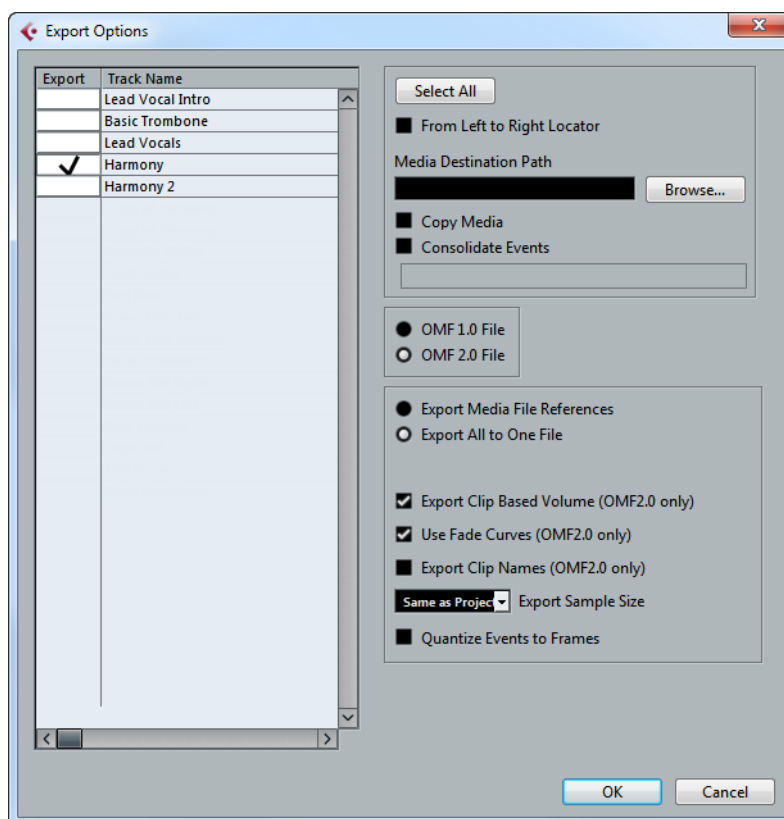 Export Options
Export Track Name
Lead Vocal Intro
Basic Trombone
Lead Vocals
Harmony
Harmony 2
Select All
From Left to Right Locator
Media Destination Path
Browse...
Copy Media
Consolidate Events
OMF 1.0 File
OMF 2.0 File
Export Media File References
Export All to One File
Export Clip Based Volume (OMF2.0 only)
Use Fade Curves (OMF2.0 only)
Export Clip Names (OMF2.0 only)
Same as Projec Export Sample Size
Quantize Events to Frames
OK Cancel